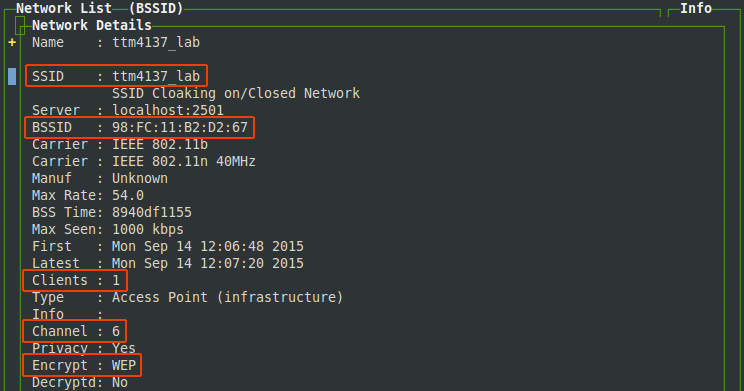 Network List—(BSSID) Info
Network Details
+ Name    : ttm4137_lab
SSID    : ttm4137_lab
SSID Cloaking on/Closed Network
Server  : localhost:2501
BSSID   : 98:FC:11:B2:D2:67
Carrier : IEEE 802.11b
Carrier : IEEE 802.11n 40MHz
Manuf   : Unknown
Max Rate: 54.0
BSS Time: 8940df1155
Max Seen: 1000 kbps
First   : Mon Sep 14 12:06:48 2015
Latest  : Mon Sep 14 12:07:20 2015
Clients : 1
Type    : Access Point (infrastructure)
Info    :
Channel : 6
Privacy : Yes
Encrypt : WEP
Decryptd: No